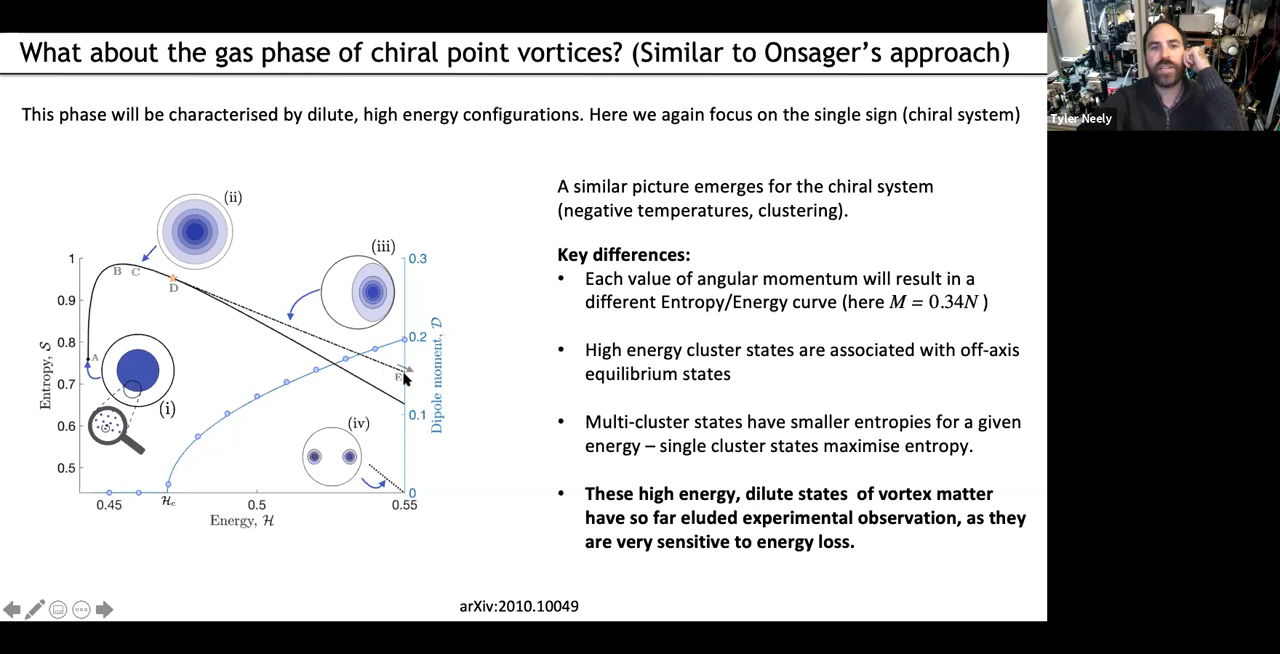 What about the gas phase of chiral point vortices? (Similar to Onsager's approach)
Tyler Neely
This phase will be characterised by dilute, high energy configurations. Here we again focus on the single sign (chiral system)
A similar picture emerges for the chiral system
(negative temperatures, clustering).
Key differences:
• Each value of angular momentum will result in a
different Entropy/Energy curve (here M = 0.34N )
• High energy cluster states are associated with off-axis
equilibrium states
• Multi-cluster states have smaller entropies for a given
energy – single cluster states maximise entropy.
• These high energy, dilute states of vortex matter
have so far eluded experimental observation, as they
are very sensitive to energy loss.
(ii)
(iii)
(i)
(iv)
A
B
C
D
E
1
0.9
0.8
0.7
0.6
0.5
Entropy, 𝒮
0.3
0.2
0.1
0
Dipole moment, 𝒟
0.45
ℋc
0.5
0.55
Energy, ℋ
arXiv:2010.10049